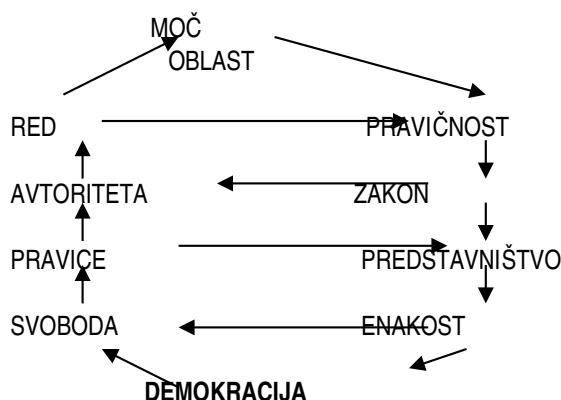 MOČ
OBLAST
RED PRAVIČNOST
AVTORITETA ZAKON
PRAVICE PREDSTAVNIŠTVO
SVOBODA ENAKOST
DEMOKRACIJA